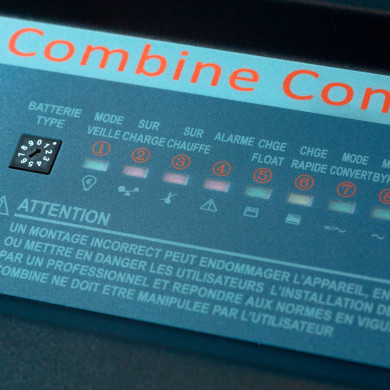 Combine Con
BATTERIE TYPE
MODE VEILLE
SUR CHARGE
SUR CHAUFFE
ALARME
CHGE FLOAT
CHGE RAPIDE
MODE CONVERT
BYP
① ② ③ ④ ⑤ ⑥ ⑦ ⑧
ATTENTION
UN MONTAGE INCORRECT PEUT ENDOMMAGER L'APPAREIL, EN
OU METTRE EN DANGER LES UTILISATEURS L'INSTALLATION DE
PAR UN PROFESSIONNEL ET REPONDRE AUX NORMES EN VIGU
COMBINE NE DOIT ETRE MANIPULEE PAR L'UTILISATEUR